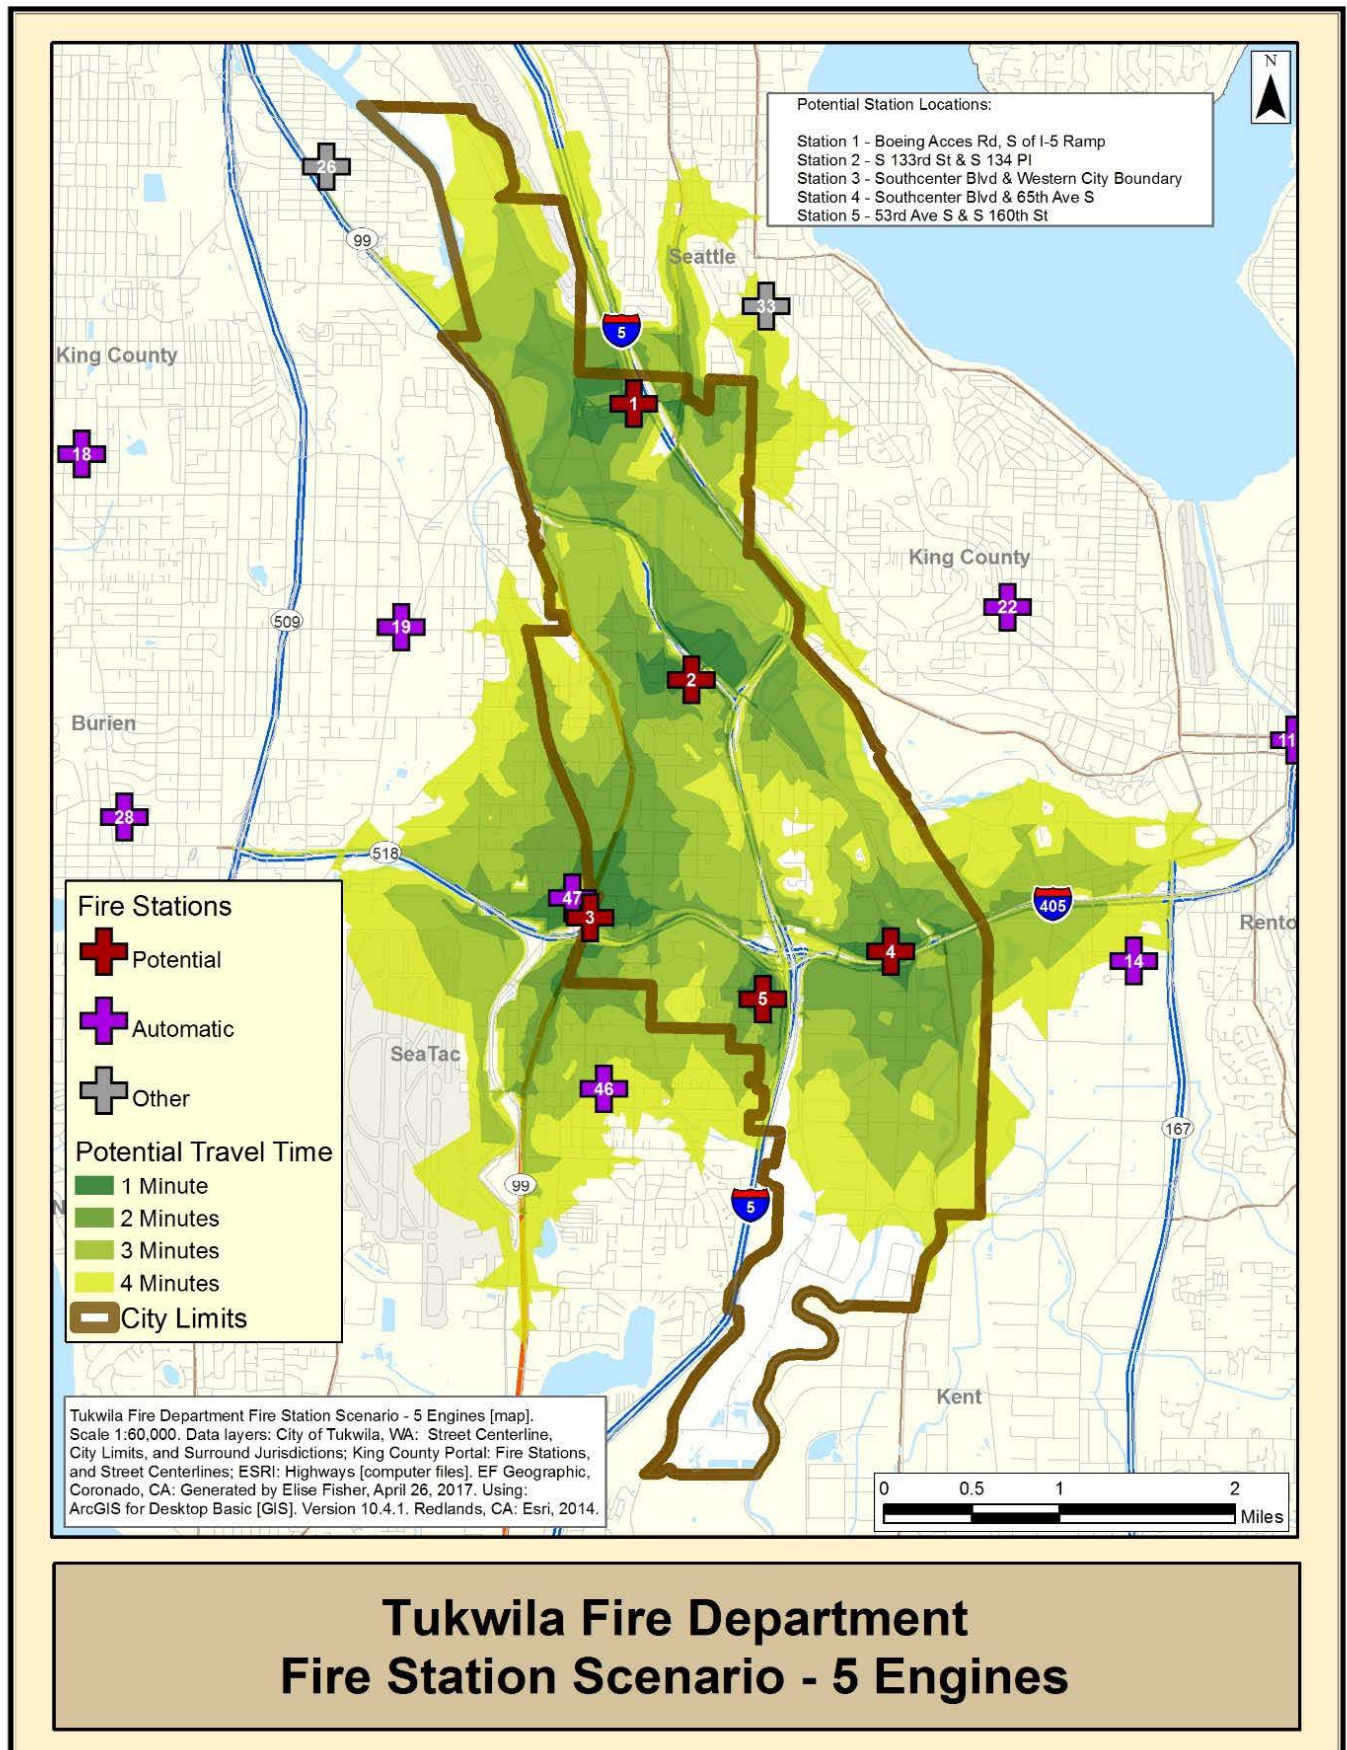 N
Potential Station Locations:
Station 1 - Boeing Acces Rd, S of I-5 Ramp
Station 2 - S 133rd St & S 134 Pl
Station 3 - Southcenter Blvd & Western City Boundary
Station 4 - Southcenter Blvd & 65th Ave S
Station 5 - 53rd Ave S & S 160th St
26
99
Seattle
33
5
King County
1
18
King County
22
19
509
2
Burien
11
28
518
47
3
405
Rento
4
14
5
SeaTac
46
167
99
5
Kent
Fire Stations
Potential
Automatic
Other
Potential Travel Time
1 Minute
2 Minutes
3 Minutes
4 Minutes
City Limits
N
Tukwila Fire Department Fire Station Scenario - 5 Engines [map].
Scale 1:60,000. Data layers: City of Tukwila, WA: Street Centerline,
City Limits, and Surround Jurisdictions; King County Portal: Fire Stations,
and Street Centerlines; ESRI: Highways [computer files]. EF Geographic,
Coronado, CA: Generated by Elise Fisher, April 26, 2017. Using:
ArcGIS for Desktop Basic [GIS]. Version 10.4.1. Redlands, CA: Esri, 2014.
0 0.5 1 2
Miles
Tukwila Fire Department
Fire Station Scenario - 5 Engines